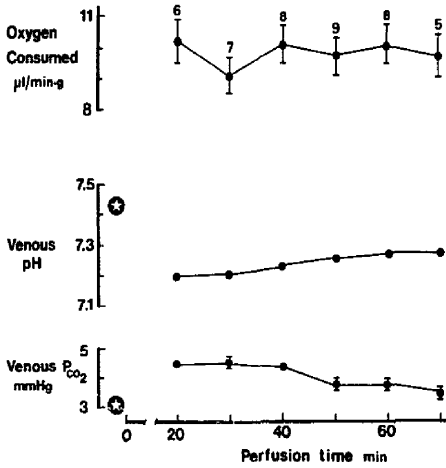 Oxygen
Consumed
µl/min-g
11
8
6
7
8
9
8
5
Venous
pH
7.5
7.3
7.1
Venous PCO2
mmHg
5
2
3
0 20 40 60
Perfusion time min